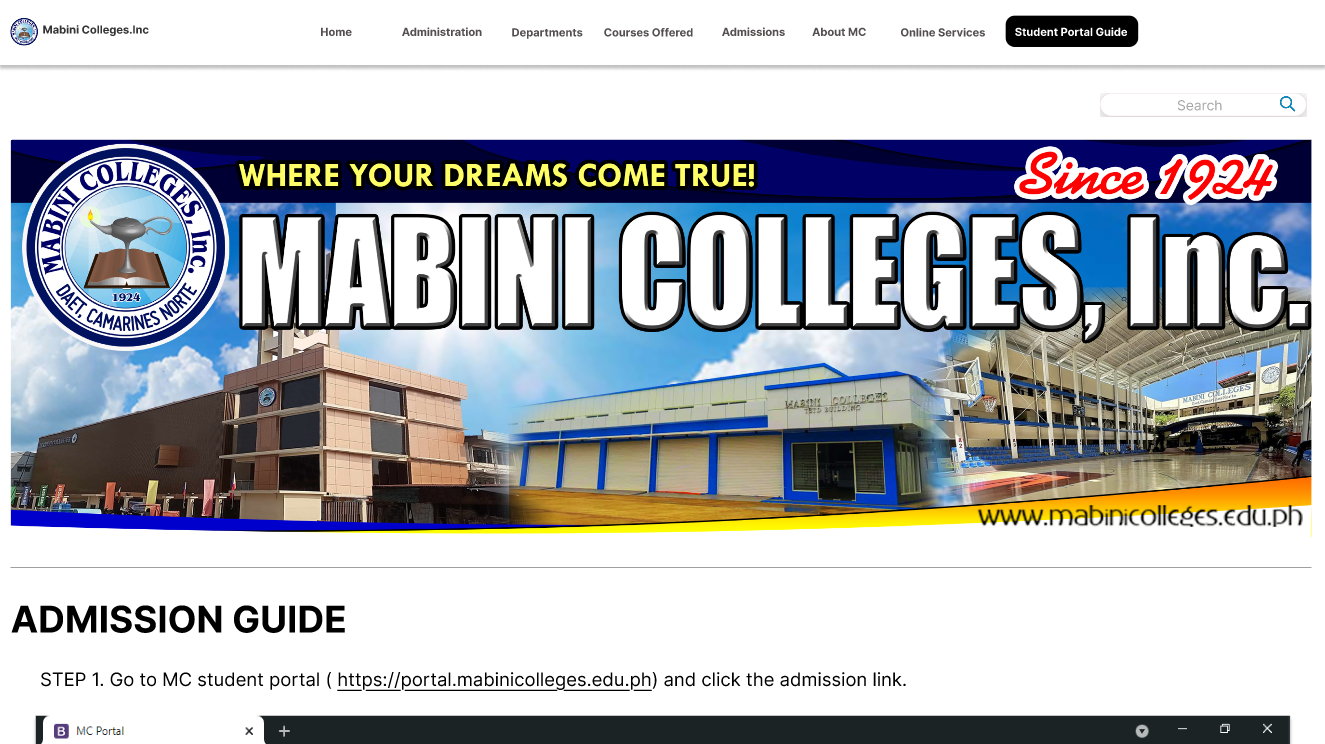 Mabini Colleges.Inc
Home
Administration
Departments
Courses Offered
Admissions
About MC
Online Services
Student Portal Guide
Search
WHERE YOUR DREAMS COME TRUE!
Since 1924
MABINI COLLEGES, Inc.
MABINI COLLEGES, Inc.
1924
DAET, CAMARINES NORTE
MABINI COLLEGES
MABINI COLLEGES
www.mabinicolleges.edu.ph
ADMISSION GUIDE
STEP 1. Go to MC student portal ( https://portal.mabinicolleges.edu.ph) and click the admission link.
B MC Portal